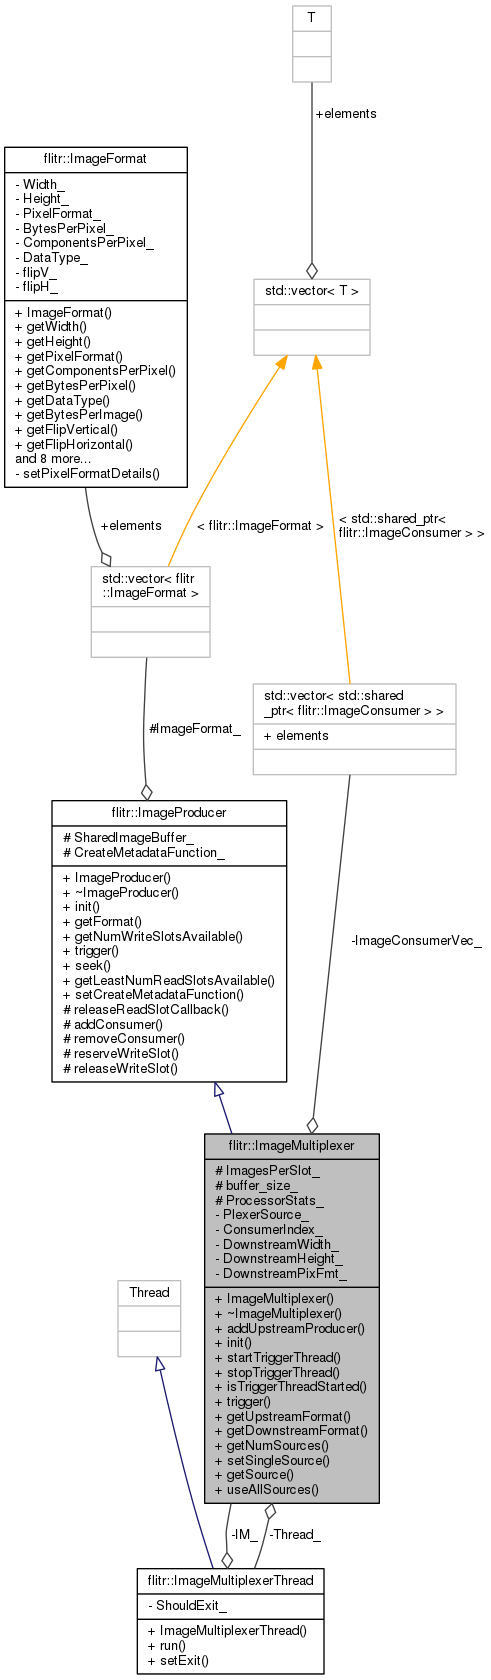 T
+elements
flitr::ImageFormat
- Width_
- Height_
- PixelFormat_
- BytesPerPixel_
- ComponentsPerPixel_
- DataType_
- flipV_
- flipH_
+ ImageFormat()
+ getWidth()
+ getHeight()
+ getPixelFormat()
+ getComponentsPerPixel()
+ getBytesPerPixel()
+ getDataType()
+ getBytesPerImage()
+ getFlipVertical()
+ getFlipHorizontal()
and 8 more...
- setPixelFormatDetails()
std::vector< T >
+elements
< flitr::ImageFormat >
< std::shared_ptr<
flitr::ImageConsumer > >
std::vector< flitr
::ImageFormat >
#ImageFormat_
std::vector< std::shared
_ptr< flitr::ImageConsumer > >
+ elements
flitr::ImageProducer
# SharedImageBuffer_
# CreateMetadataFunction_
+ ImageProducer()
+ ~ImageProducer()
+ init()
+ getFormat()
+ getNumWriteSlotsAvailable()
+ trigger()
+ seek()
+ getLeastNumReadSlotsAvailable()
+ setCreateMetadataFunction()
# releaseReadSlotCallback()
# addConsumer()
# removeConsumer()
# reserveWriteSlot()
# releaseWriteSlot()
-ImageConsumerVec_
flitr::ImageMultiplexer
# ImagesPerSlot_
# buffer_size_
# ProcessorStats_
- PlexerSource_
- ConsumerIndex_
- DownstreamWidth_
- DownstreamHeight_
- DownstreamPixFmt_
+ ImageMultiplexer()
+ ~ImageMultiplexer()
+ addUpstreamProducer()
+ init()
+ startTriggerThread()
+ stopTriggerThread()
+ isTriggerThreadStarted()
+ trigger()
+ getUpstreamFormat()
+ getDownstreamFormat()
+ getNumSources()
+ setSingleSource()
+ getSource()
+ useAllSources()
Thread
-IM_
-Thread_
flitr::ImageMultiplexerThread
- ShouldExit_
+ ImageMultiplexerThread()
+ run()
+ setExit()